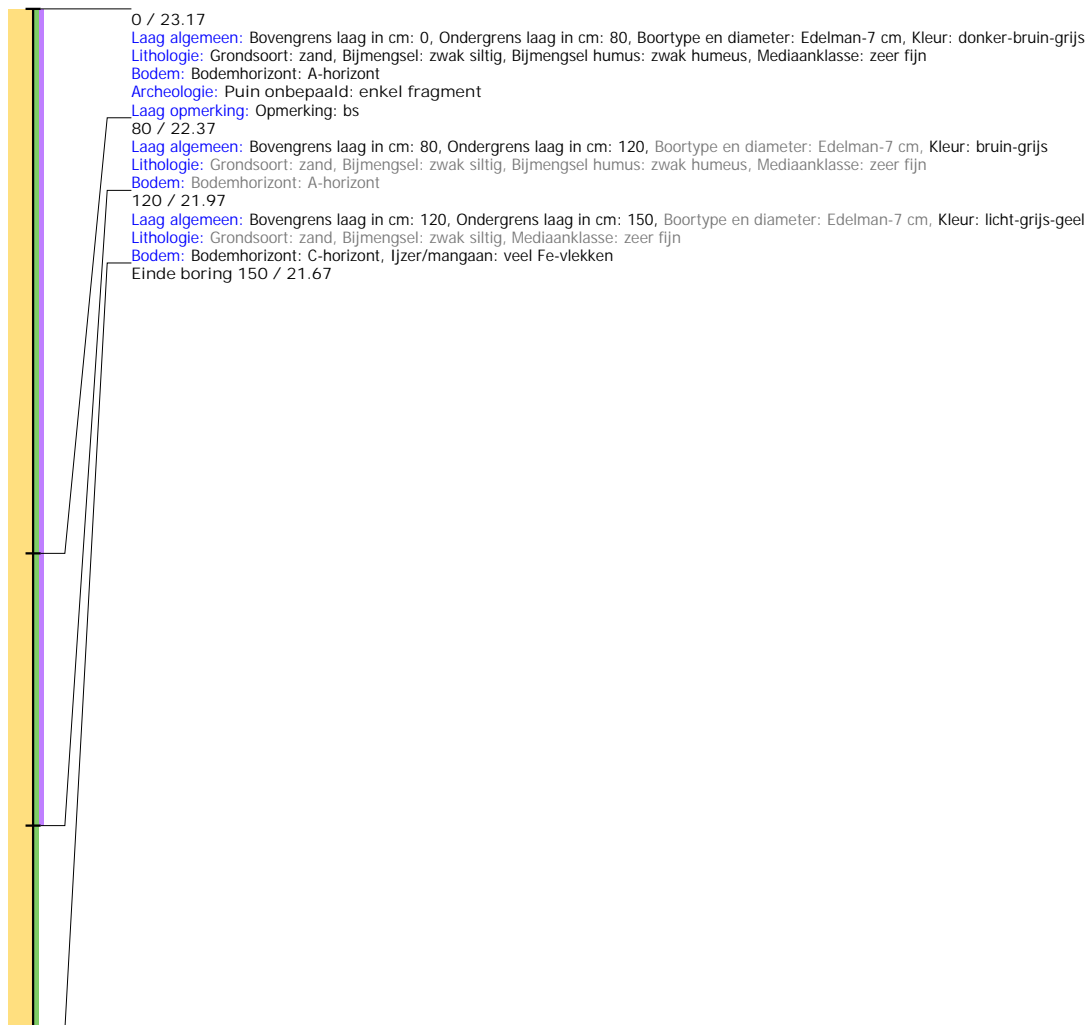 0 / 23.17
Laag algemeen: Bovengrens laag in cm: 0, Ondergrens laag in cm: 80, Boortype en diameter: Edelman-7 cm, Kleur: donker-bruin-grijs
Lithologie: Grondsoort: zand, Bijmengsel: zwak siltig, Bijmengsel humus: zwak humeus, Mediaanklasse: zeer fijn
Bodem: Bodemhorizont: A-horizont
Archeologie: Puin onbepaald: enkel fragment
Laag opmerking: Opmerking: bs
80 / 22.37
Laag algemeen: Bovengrens laag in cm: 80, Ondergrens laag in cm: 120, Boortype en diameter: Edelman-7 cm, Kleur: bruin-grijs
Lithologie: Grondsoort: zand, Bijmengsel: zwak siltig, Bijmengsel humus: zwak humeus, Mediaanklasse: zeer fijn
Bodem: Bodemhorizont: A-horizont
120 / 21.97
Laag algemeen: Bovengrens laag in cm: 120, Ondergrens laag in cm: 150, Boortype en diameter: Edelman-7 cm, Kleur: licht-grijs-geel
Lithologie: Grondsoort: zand, Bijmengsel: zwak siltig, Mediaanklasse: zeer fijn
Bodem: Bodemhorizont: C-horizont, Ijzer/mangaan: veel Fe-vlekken
Einde boring 150 / 21.67